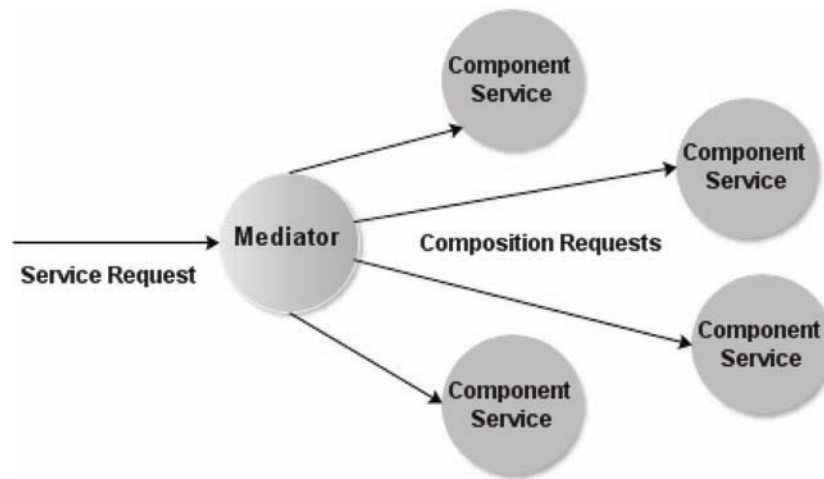 Component
Service
Component
Service
Mediator
Composition Requests
Service Request
Component
Service
Component
Service